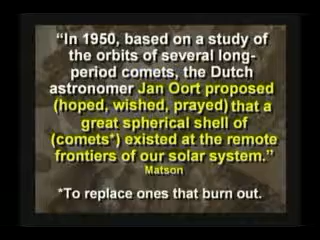 “In 1950, based on a study of
the orbits of several long-
period comets, the Dutch
astronomer Jan Oort proposed
(hoped, wished, prayed) that a
great spherical shell of
(comets*) existed at the remote
frontiers of our solar system.”
Matson
*To replace ones that burn out.